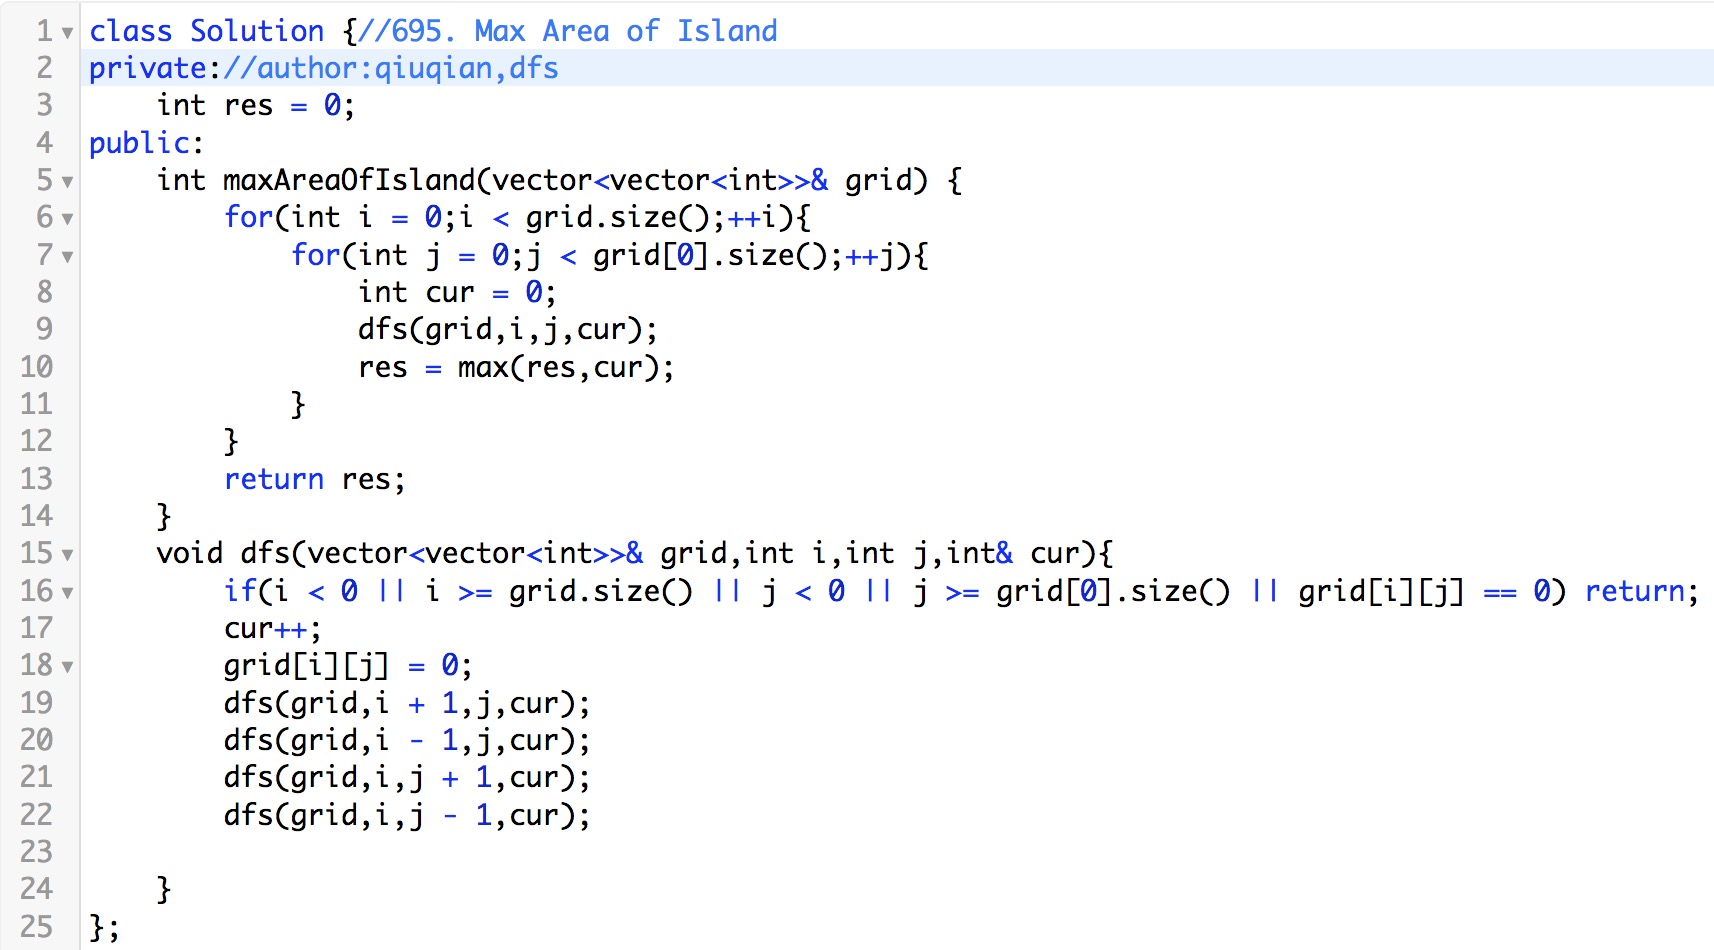 1 class Solution {//695. Max Area of Island
2 private://author:qiuqian,dfs
3     int res = 0;
4 public:
5     int maxAreaOfIsland(vector<vector<int>>& grid) {
6         for(int i = 0;i < grid.size();++i){
7             for(int j = 0;j < grid[0].size();++j){
8                 int cur = 0;
9                 dfs(grid,i,j,cur);
10                 res = max(res,cur);
11             }
12         }
13         return res;
14     }
15     void dfs(vector<vector<int>>& grid,int i,int j,int& cur){
16         if(i < 0 || i >= grid.size() || j < 0 || j >= grid[0].size() || grid[i][j] == 0) return;
17         cur++;
18         grid[i][j] = 0;
19         dfs(grid,i + 1,j,cur);
20         dfs(grid,i - 1,j,cur);
21         dfs(grid,i,j + 1,cur);
22         dfs(grid,i,j - 1,cur);
23
24     }
25 };